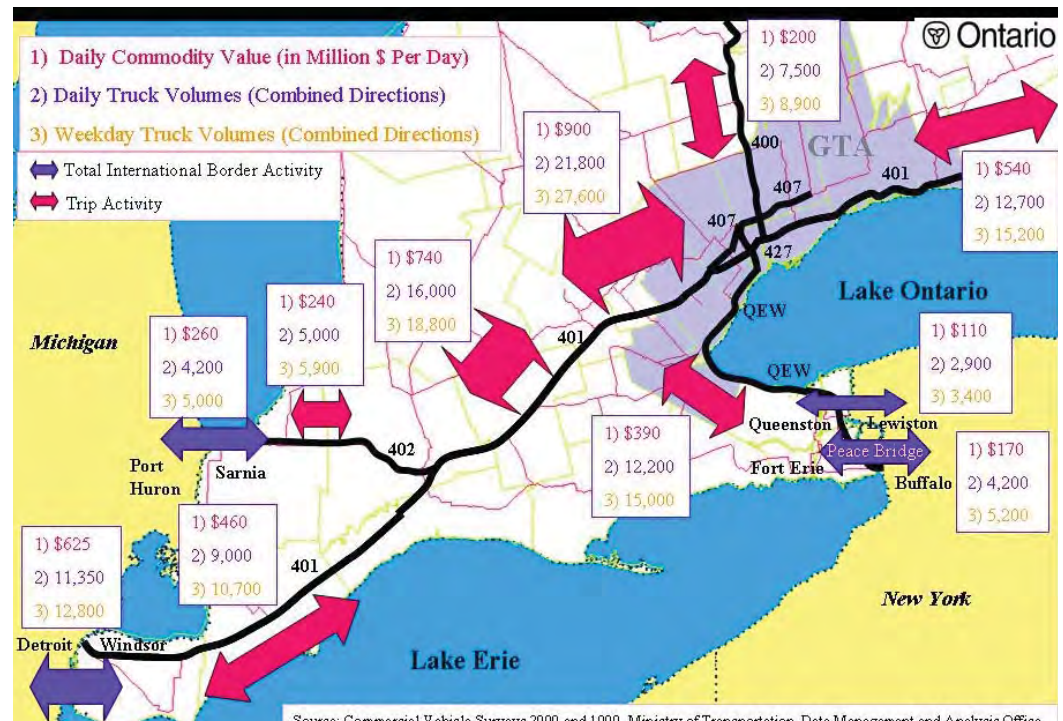 Ontario
1) Daily Commodity Value (in Million $ Per Day)
2) Daily Truck Volumes (Combined Directions)
3) Weekday Truck Volumes (Combined Directions)
Total International Border Activity
Trip Activity
1) $200
2) 7,500
3) 8,900
1) $900
2) 21,800
3) 27,600
400
GTA
407
401
1) $540
2) 12,700
3) 15,200
407
427
1) $740
2) 16,000
3) 18,800
1) $240
2) 5,000
3) 5,900
Lake Ontario
QEW
1) $260
2) 4,200
3) 5,000
Michigan
401
1) $110
2) 2,900
3) 3,400
QEW
Queenston
Lewiston
1) $390
2) 12,200
3) 15,000
402
Port
Huron
Sarnia
Peace Bridge
Fort Erie
Buffalo
1) $170
2) 4,200
3) 5,200
1) $460
2) 9,000
3) 10,700
1) $625
2) 11,350
3) 12,800
401
New York
Detroit
Windsor
Lake Erie
Source: Commercial Vehicle Surveys 2000 and 1999, Ministry of Transportation, Data Management and Analysis Office